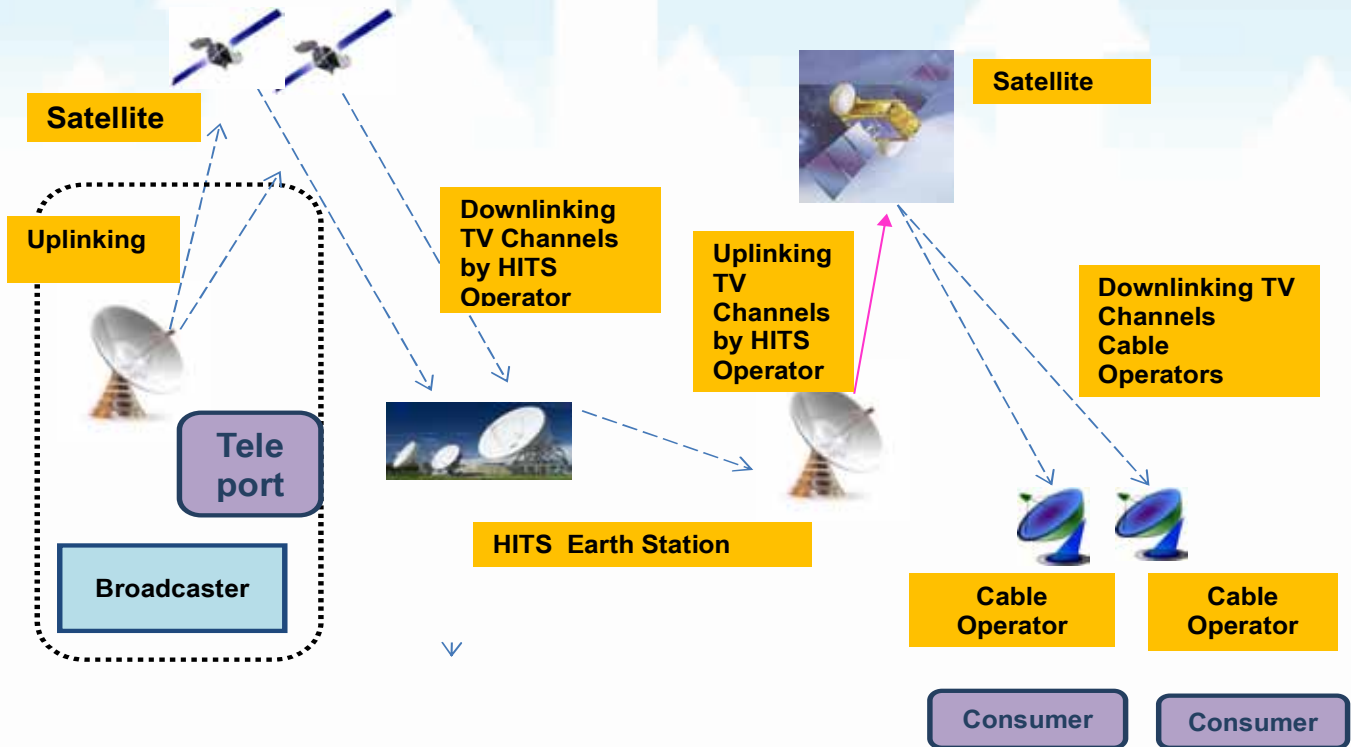 Satellite
Satellite
Uplinking
Downlinking
TV Channels
by HITS
Operator
Uplinking
TV
Channels
by HITS
Operator
Downlinking TV
Channels
Cable
Operators
Tele
port
HITS Earth Station
Broadcaster
Cable
Operator
Cable
Operator
Consumer
Consumer